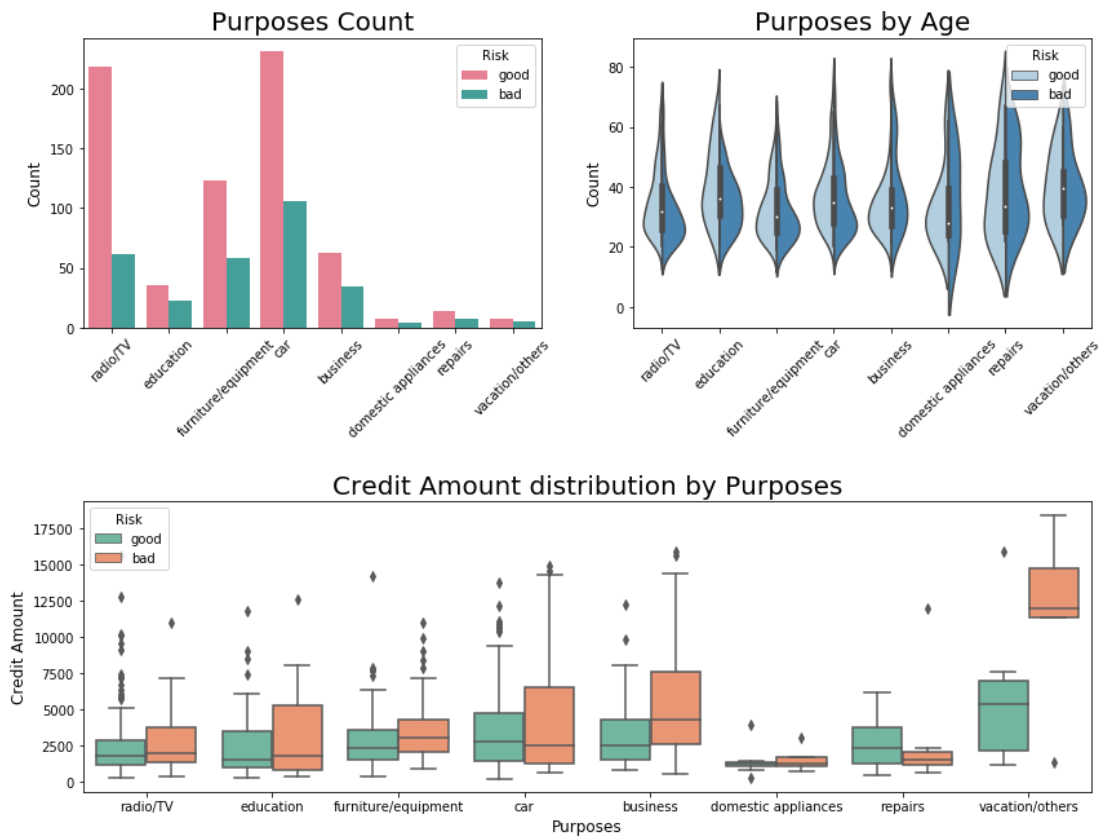 Purposes Count
Count
200
150
100
50
0
Risk
good
bad
radio/TV
education
furniture/equipment
car
business
domestic appliances
repairs
vacation/others
Purposes by Age
Count
80
60
40
20
0
Risk
good
bad
radio/TV
education
furniture/equipment
car
business
domestic appliances
repairs
vacation/others
Credit Amount distribution by Purposes
Credit Amount
17500
15000
12500
10000
7500
5000
2500
0
Risk
good
bad
radio/TV
education
furniture/equipment
car
business
domestic appliances
repairs
vacation/others
Purposes